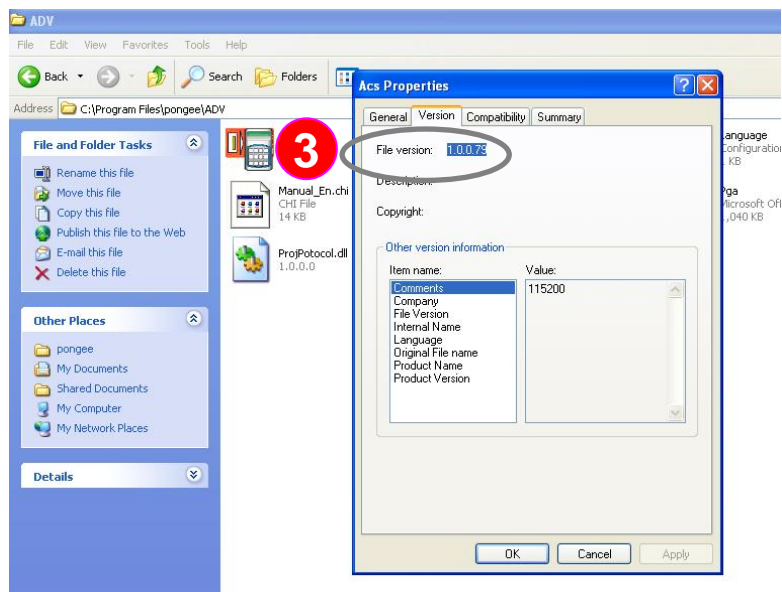 ADV
File Edit View Favorites Tools Help
Back Search Folders
Address C:\Program Files\pongee\ADV
File and Folder Tasks
Rename this file
Move this file
Copy this file
Publish this file to the Web
E-mail this file
Delete this file
Other Places
pongee
My Documents
Shared Documents
My Computer
My Network Places
Details
3
Manual_En.chi
CHI File
14 KB
ProjPotocol.dll
1.0.0.0
Acs Properties
General Version Compatibility Summary
File version: 1.0.0.79
Description:
Copyright:
Other version information
Item name: Value:
Comments 115200
Company
File Version
Internal Name
Language
Original File name
Product Name
Product Version
OK Cancel Apply
anguage
Configuration
KB
Pga
Microsoft Off
,040 KB